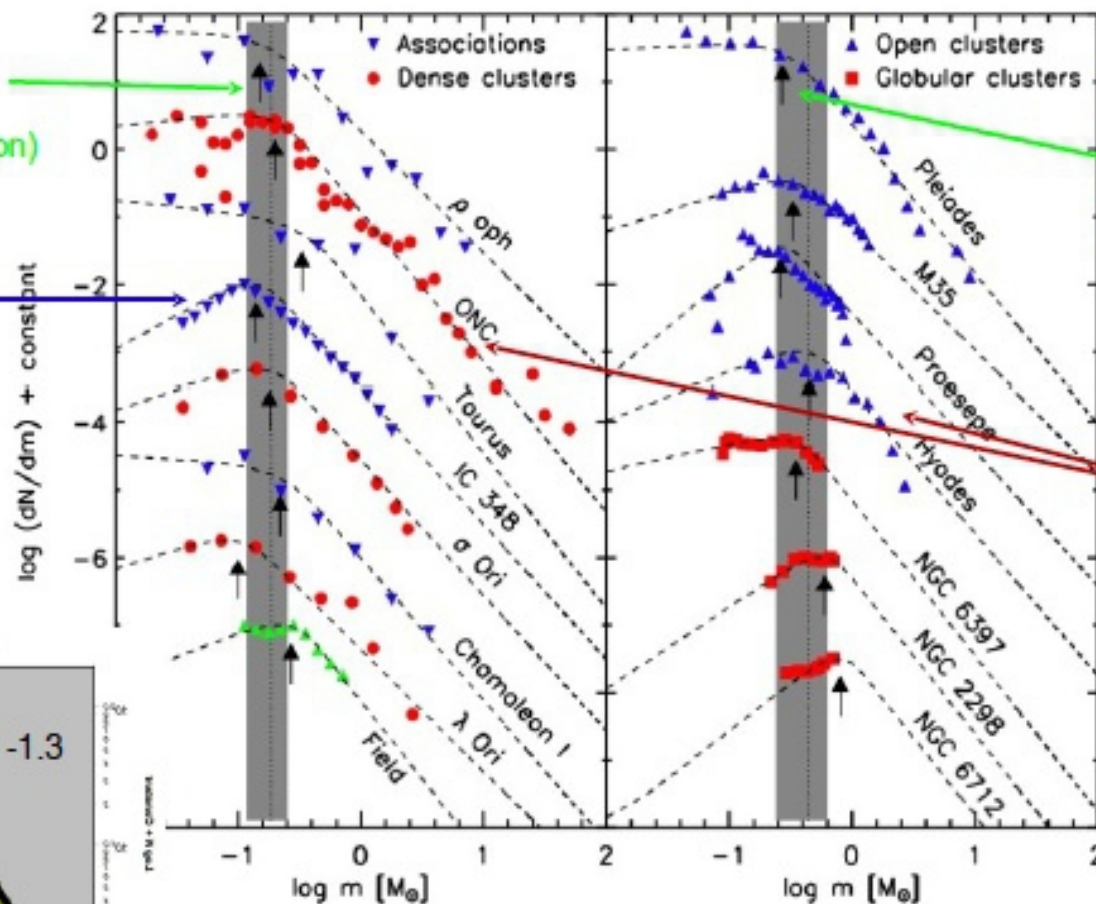 on)
2
0
-2
-4
-6
log (dN/dm) + constant
Associations
Dense clusters
Open clusters
Globular clusters
ρ oph
ONC
Taurus
IC 348
σ Ori
Chamaleon I
λ Ori
Field
Pleiades
M35
Praesepe
Hyades
NGC 6397
NGC 2298
NGC 6712
-1 0 1 2
log m [M⊙]
-1 0 2
log m [M⊙]
-1.3